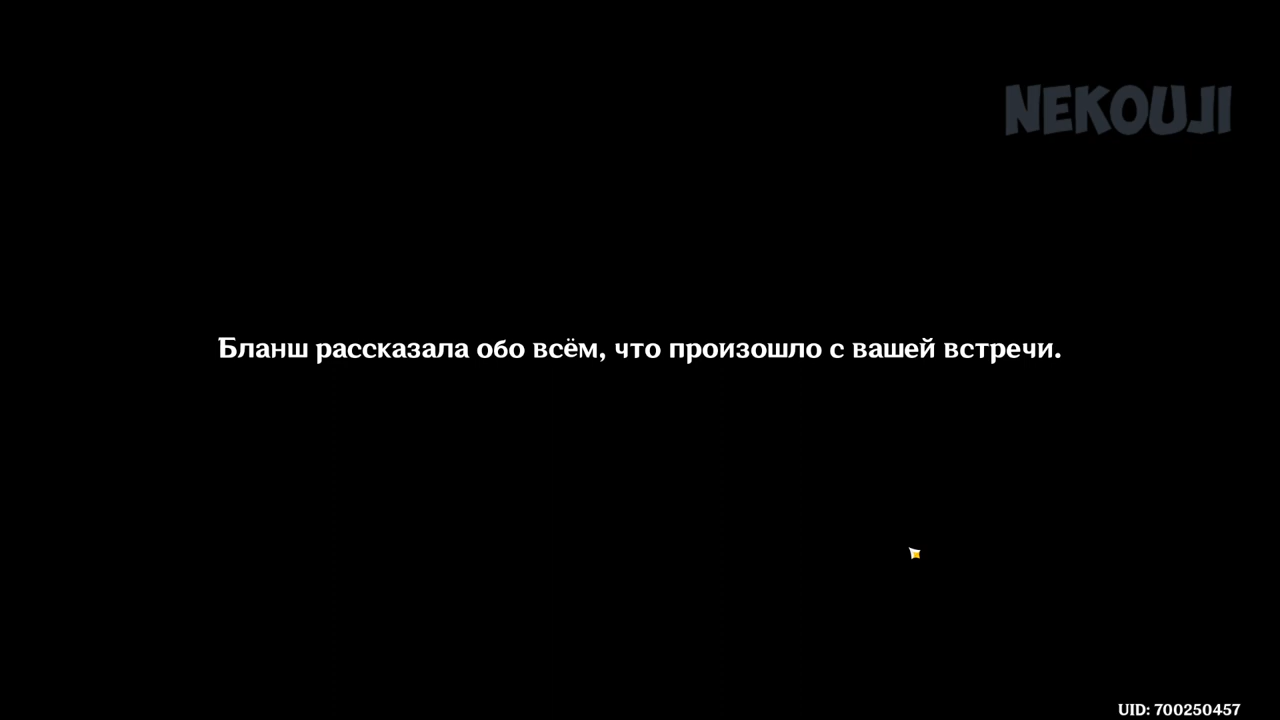 NEKOUJI
Бланш рассказала обо всём, что произошло с вашей встречи.
UID: 700250457